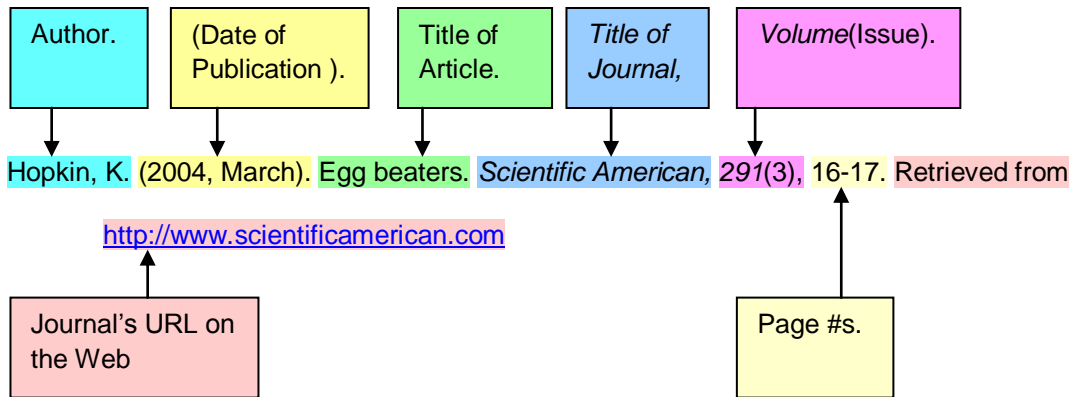 Author.
(Date of
Publication ).
Title of
Article.
Title of
Journal,
Volume(Issue).
Hopkin, K. (2004, March). Egg beaters. Scientific American, 291(3), 16-17. Retrieved from
http://www.scientificamerican.com
Journal’s URL on
the Web
Page #s.